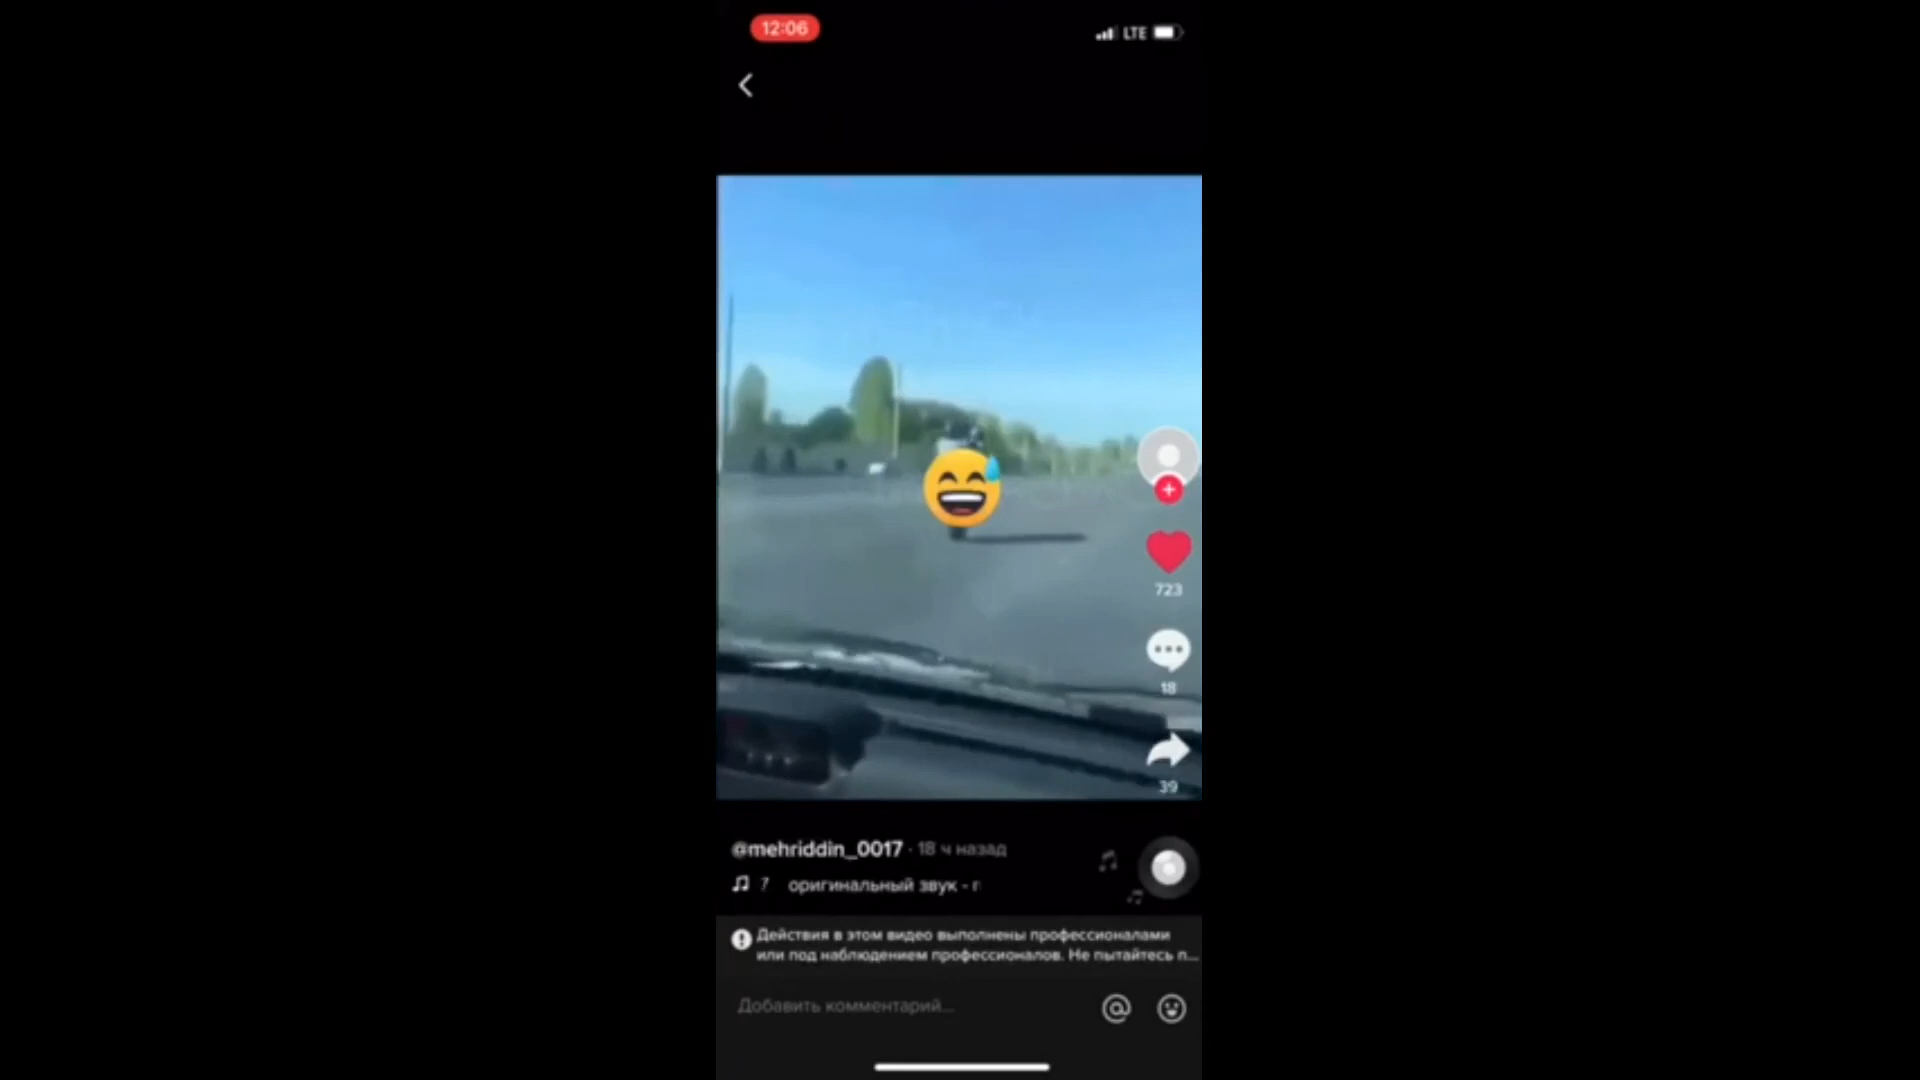 12:06
LTE
723
18
39
@mehriddin_0017 · 18 ч назад
7 оригинальный звук - г
Действия в этом видео выполнены профессионалами
или под наблюдением профессионалов. Не пытайтесь п...
Добавить комментарий...